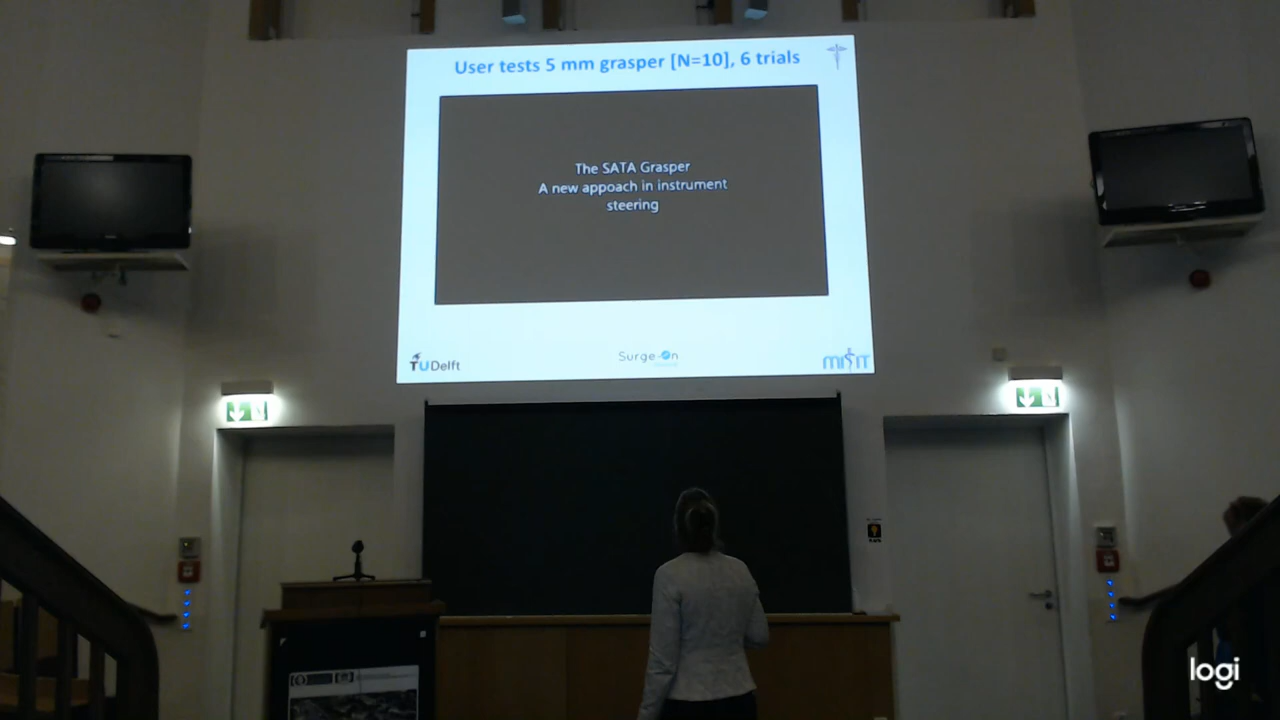 User tests 5 mm grasper [N=10], 6 trials
The SATA Grasper
A new appoach in instrument
steering
TUDelft
Surge-On
MISIT
logi